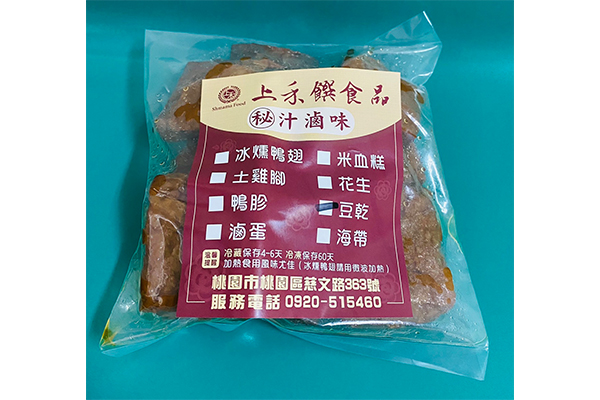 上禾饌食品
Shourma Food
㊙汁滷味
冰燻鴨翅
米血糕
土雞腳
花生
鴨胗
豆乾
滷蛋
海帶
溫馨提醒
冷藏保存4-6天 冷凍保存60天
加熱食用風味尤佳（冰燻鴨翅請用微波加熱）
桃園市桃園區慈文路363號
服務電話 0920-515460